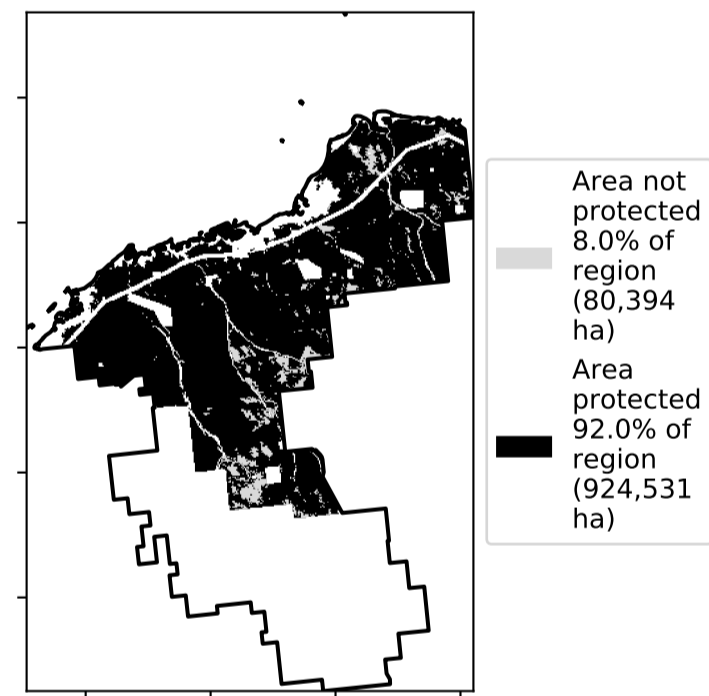 Area not
protected
8.0% of
region
(80,394
ha)
Area
protected
92.0% of
region
(924,531
ha)